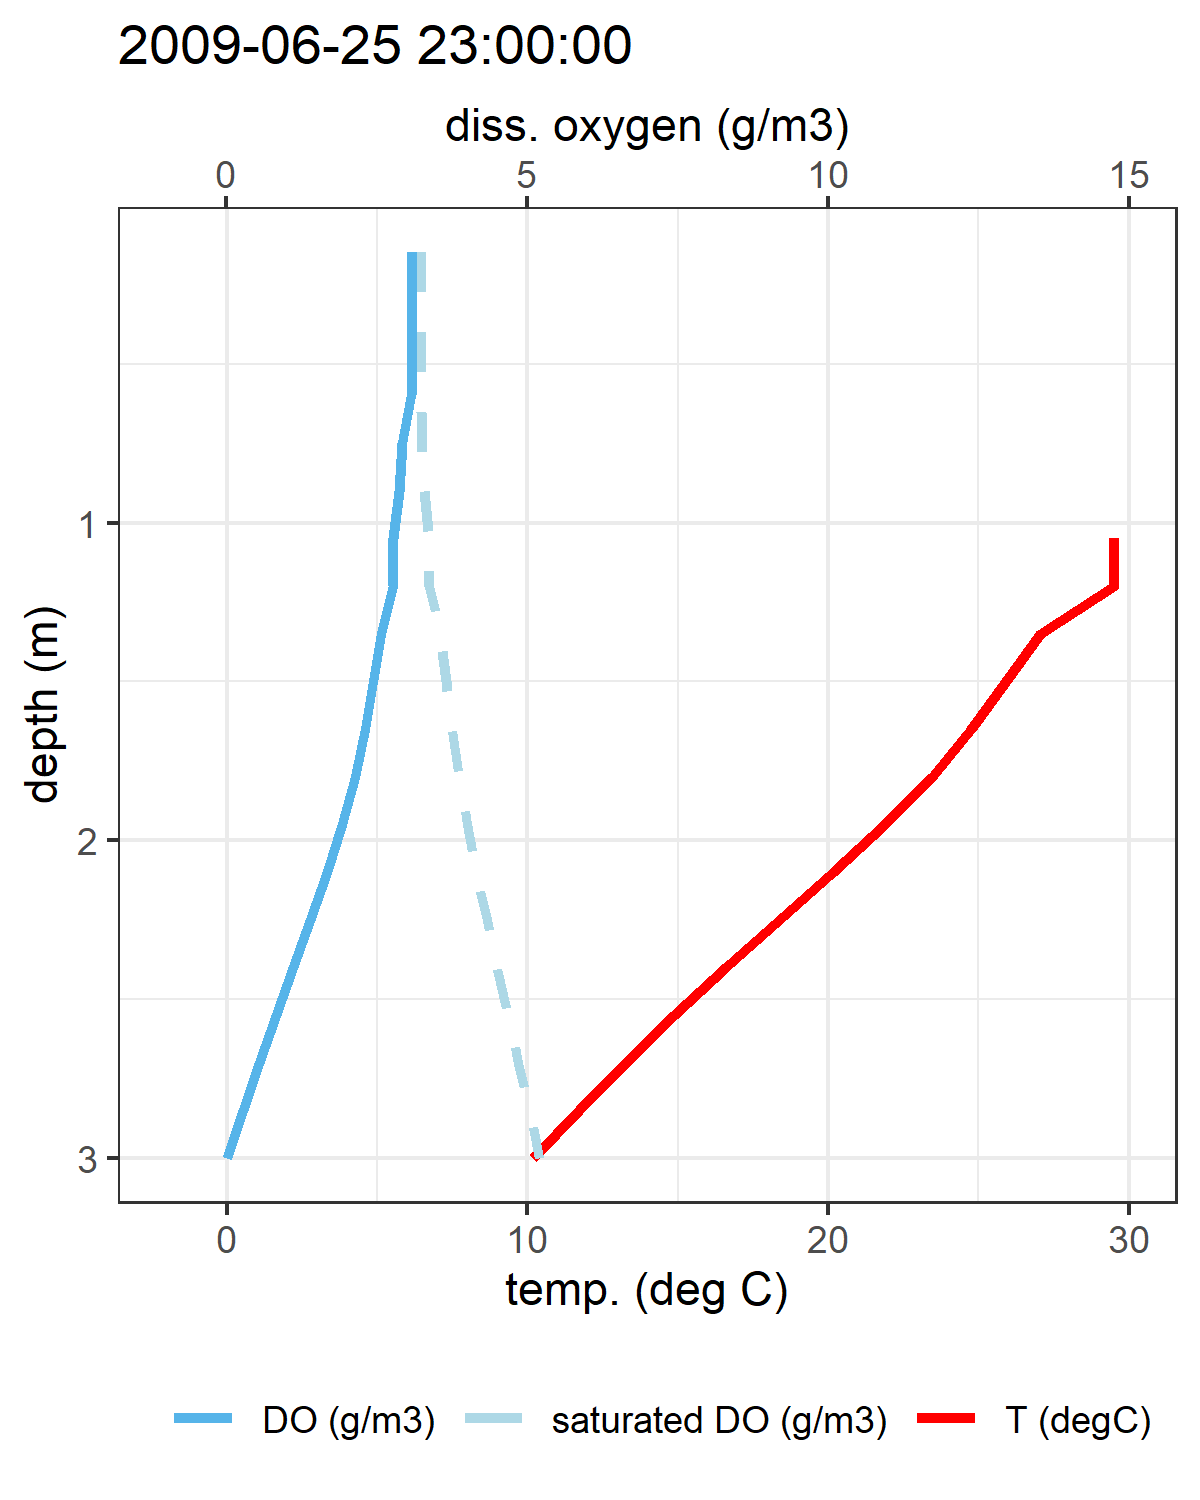 2009-06-25 23:00:00
diss. oxygen (g/m3)
0 5 10 15
depth (m)
1
2
3
0 10 20 30
temp. (deg C)
DO (g/m3) saturated DO (g/m3) T (degC)